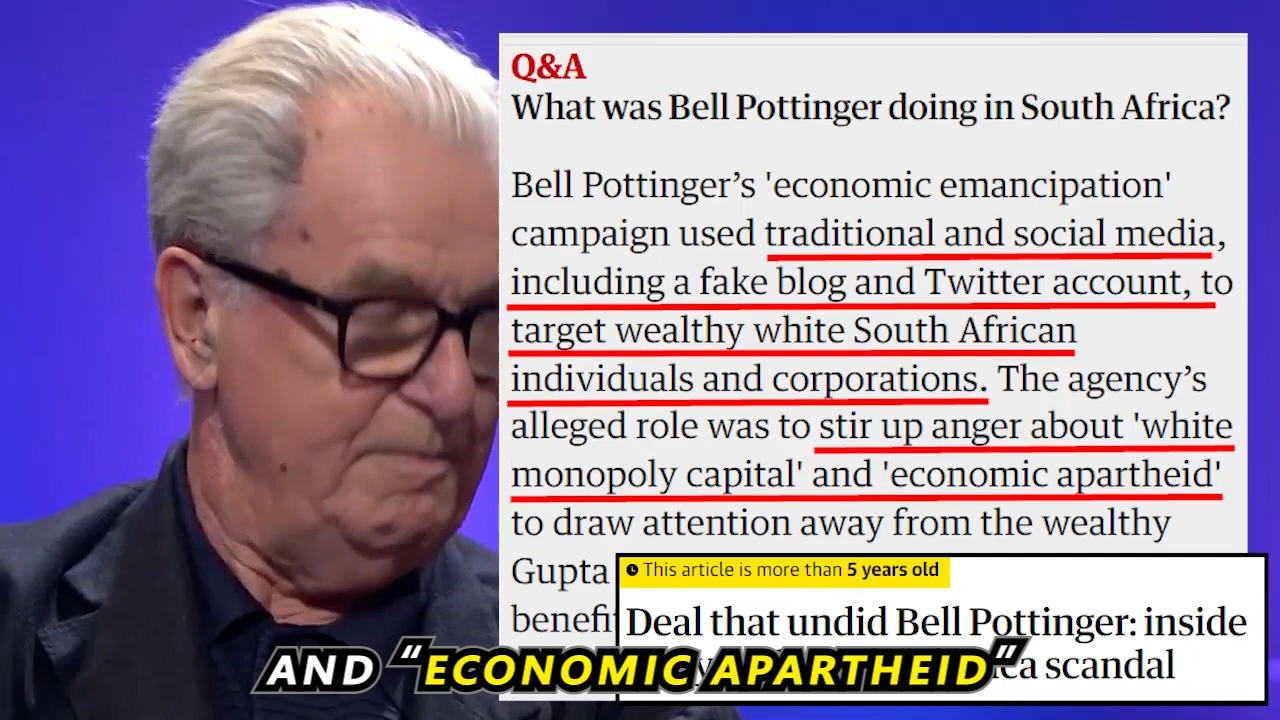 Q&A
What was Bell Pottinger doing in South Africa?
Bell Pottinger's 'economic emancipation'
campaign used traditional and social media,
including a fake blog and Twitter account, to
target wealthy white South African
individuals and corporations. The agency's
alleged role was to stir up anger about 'white
monopoly capital' and 'economic apartheid'
to draw attention away from the wealthy
Gupta
This article is more than 5 years old
Deal that undid Bell Pottinger: inside
scandal
AND “ECONOMIC APARTHEID”